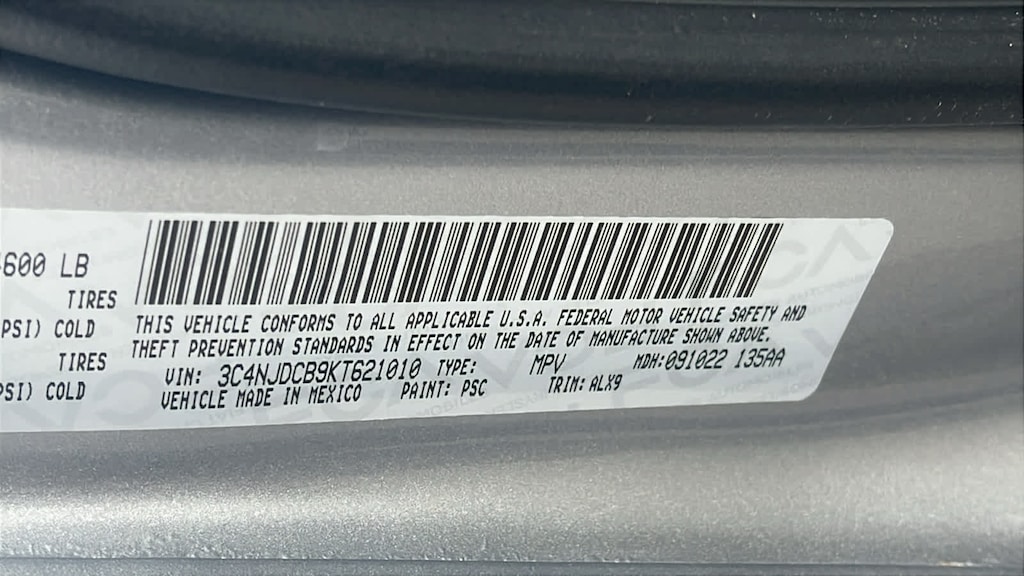 600 LB
TIRES
PSI) COLD
TIRES
PSI) COLD
THIS VEHICLE CONFORMS TO ALL APPLICABLE U.S.A. FEDERAL MOTOR VEHICLE SAFETY AND
THEFT PREVENTION STANDARDS IN EFFECT ON THE DATE OF MANUFACTURE SHOWN ABOVE.
VIN: 3C4NJDCB9KT621010 TYPE: MPV MDH:091022 135AA
VEHICLE MADE IN MEXICO PAINT: PSC TRIM: ALX9